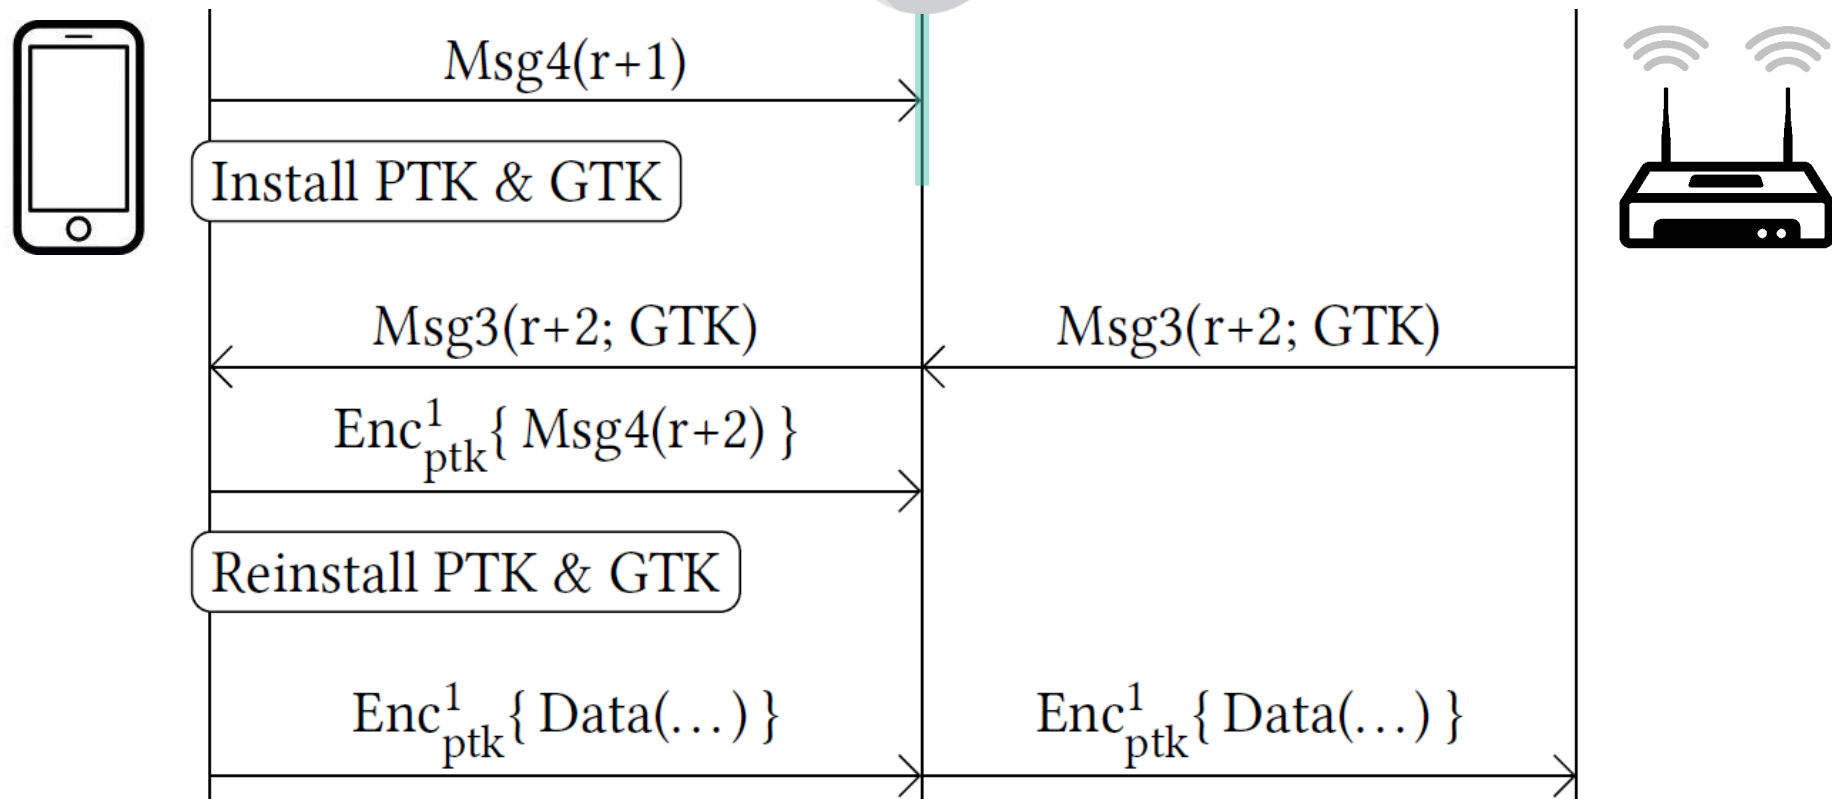 Msg4(r+1)
Install PTK & GTK
Msg3(r+2; GTK)
Msg3(r+2; GTK)
Enc¹ptk{ Msg4(r+2) }
Reinstall PTK & GTK
Enc¹ptk{ Data(…) }
Enc¹ptk{ Data(…) }